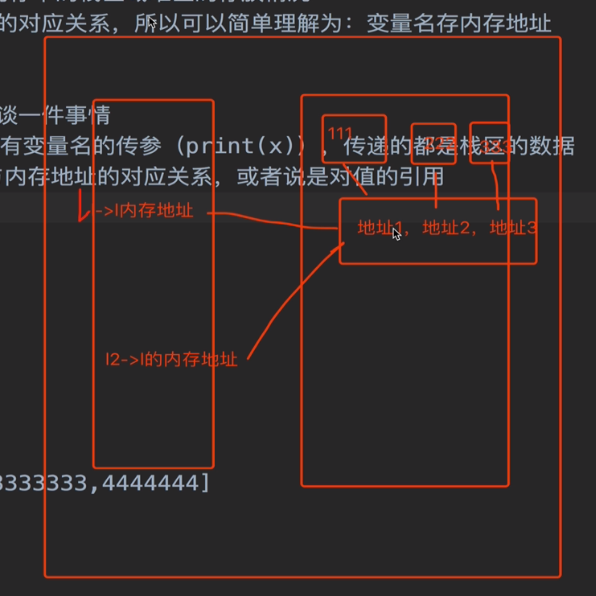 的对应关系，所以可以简单理解为：变量名存内存地址
谈一件事情
111
有变量名的传参（print(x)），传递的都是栈区的数据
内存地址的对应关系，或者说是对值的引用
->l内存地址
地址1，地址2，地址3
l2->l的内存地址
3333333,4444444]